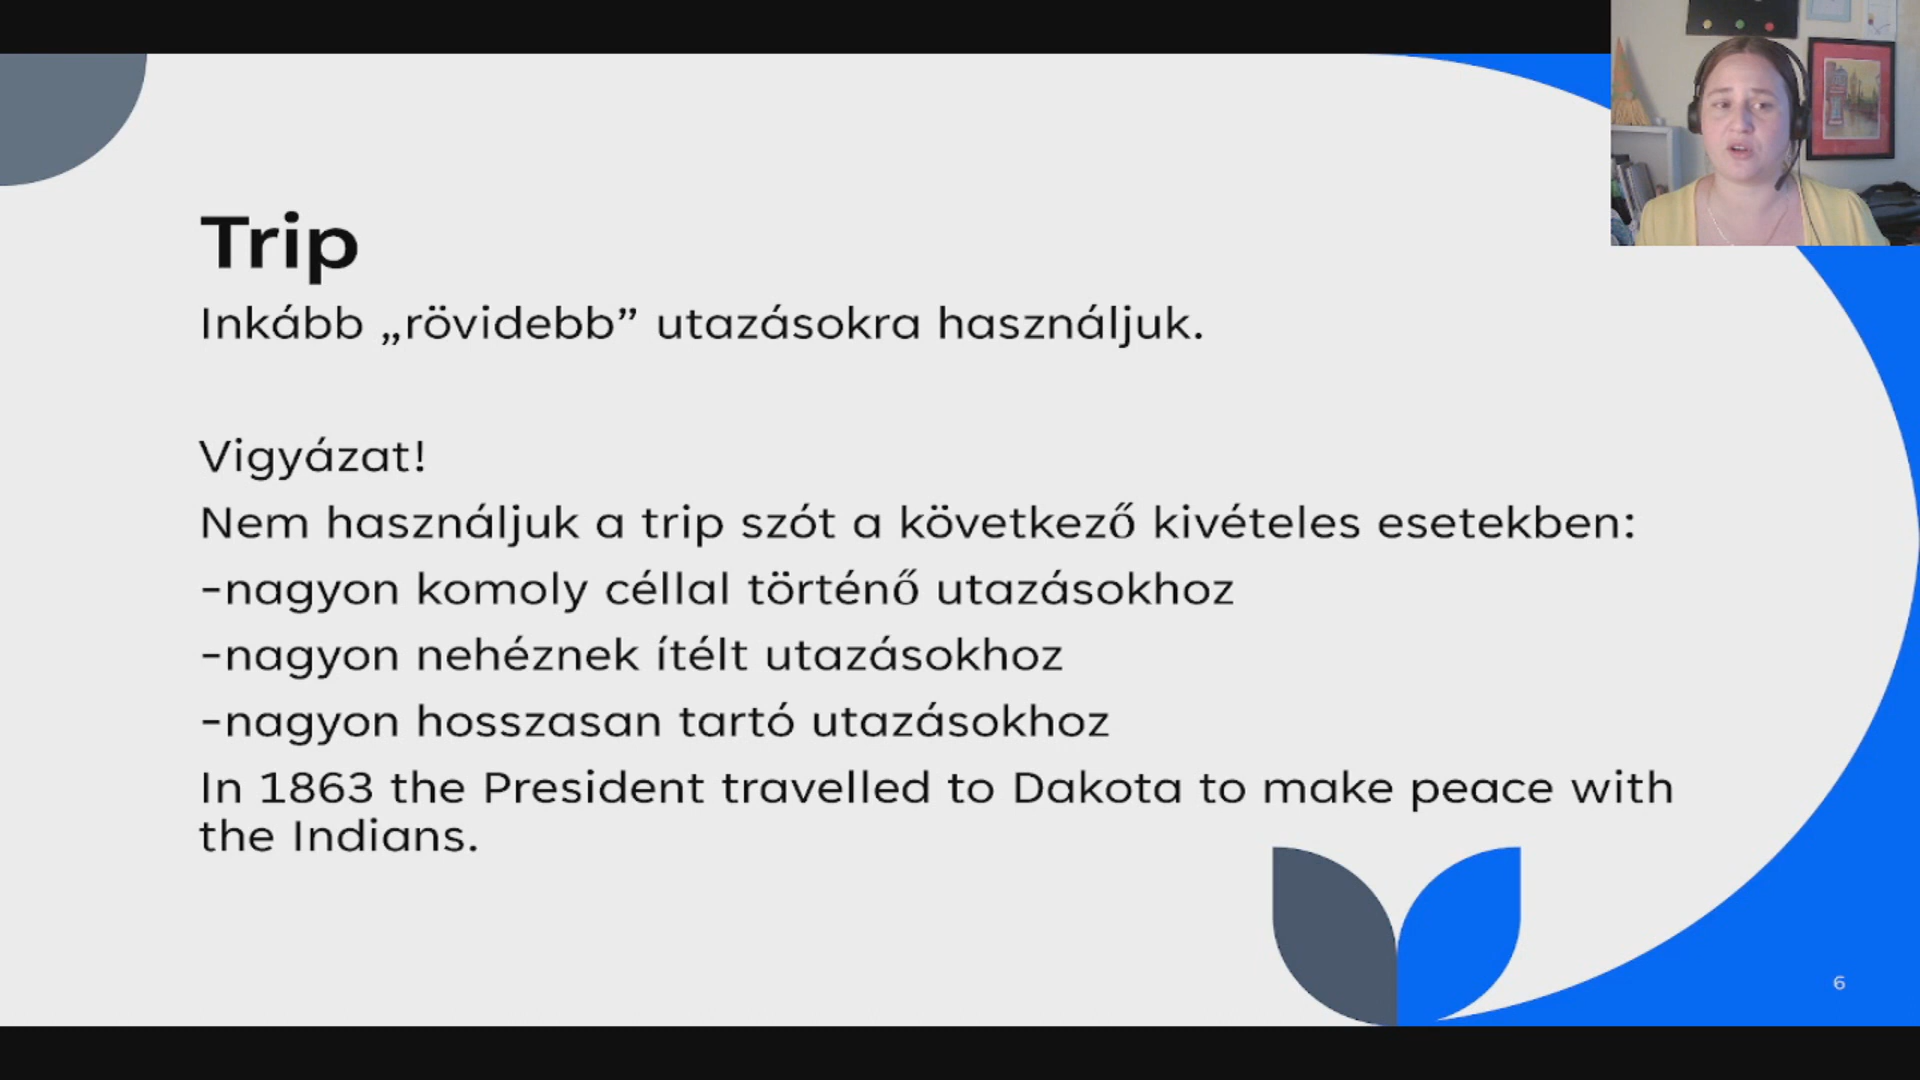 Trip
Inkább „rövidebb” utazásokra használjuk.
Vigyázat!
Nem használjuk a trip szót a következő kivételes esetekben:
-nagyon komoly céllal történő utazásokhoz
-nagyon nehéznek ítélt utazásokhoz
-nagyon hosszasan tartó utazásokhoz
In 1863 the President travelled to Dakota to make peace with
the Indians.
6